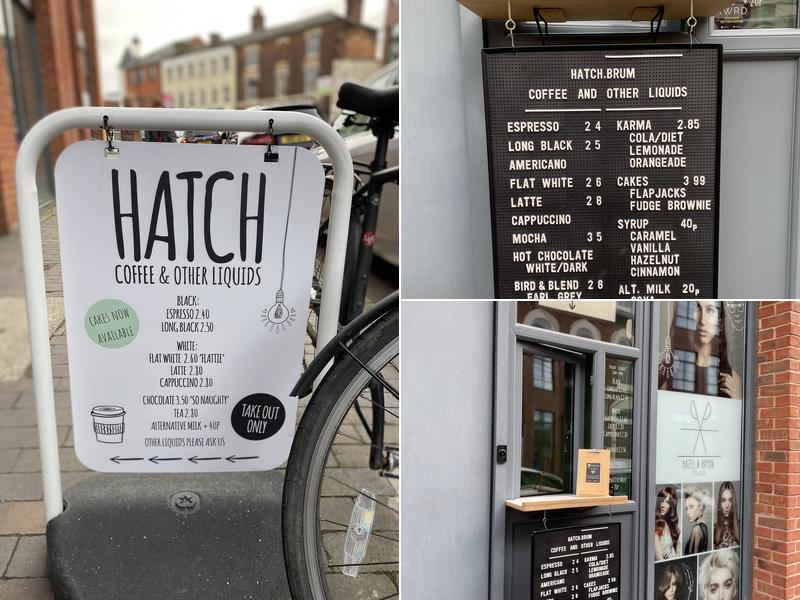 HATCH
COFFEE & OTHER LIQUIDS
BLACK:
ESPRESSO 2.40
LONG BLACK 2.50
CAKES NOW
AVAILABLE
WHITE:
FLAT WHITE 2.60 'FLATTIE'
LATTE 2.80
CAPPUCCINO 2.80
CHOCOLATE 3.50 'SO NAUGHTY'
TEA 2.80
ALTERNATIVE MILK + 40P
OTHER LIQUIDS PLEASE ASK US
TAKE OUT
ONLY
HATCH.BRUM
COFFEE AND OTHER LIQUIDS
ESPRESSO 2 4
LONG BLACK 2 5
AMERICANO
FLAT WHITE 2 6
LATTE 2 8
CAPPUCCINO
MOCHA 3 5
HOT CHOCOLATE
WHITE/DARK
BIRD & BLEND 2 8
EARL GREY
KARMA 2.85
COLA/DIET
LEMONADE
ORANGEADE
CAKES 3 99
FLAPJACKS
FUDGE BROWNIE
SYRUP 40p
CARAMEL
VANILLA
HAZELNUT
CINNAMON
ALT. MILK 20p
HAZEL & HAYDN
HATCH.BRUM
COFFEE AND OTHER LIQUIDS
ESPRESSO 2 4
LONG BLACK 2 5
AMERICANO
FLAT WHITE 2 6
KARMA 2.85
COLA/DIET
LEMONADE
ORANGEADE
CAKES 3 99
FLAPJACKS